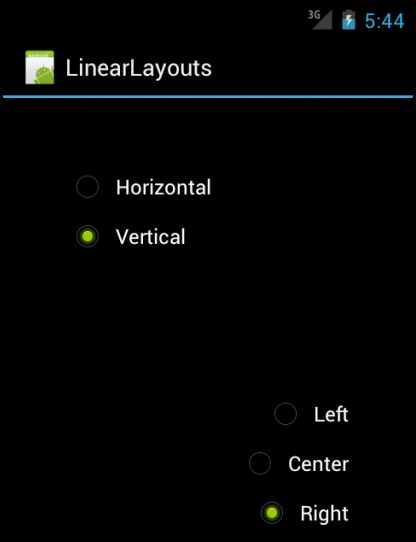 3G 5:44
LinearLayouts
Horizontal
Vertical
Left
Center
Right